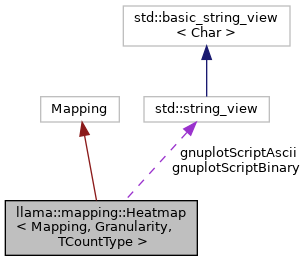 std::basic_string_view
< Char >
Mapping
std::string_view
gnuplotScriptAscii
gnuplotScriptBinary
llama::mapping::Heatmap
< Mapping, Granularity,
TCountType >